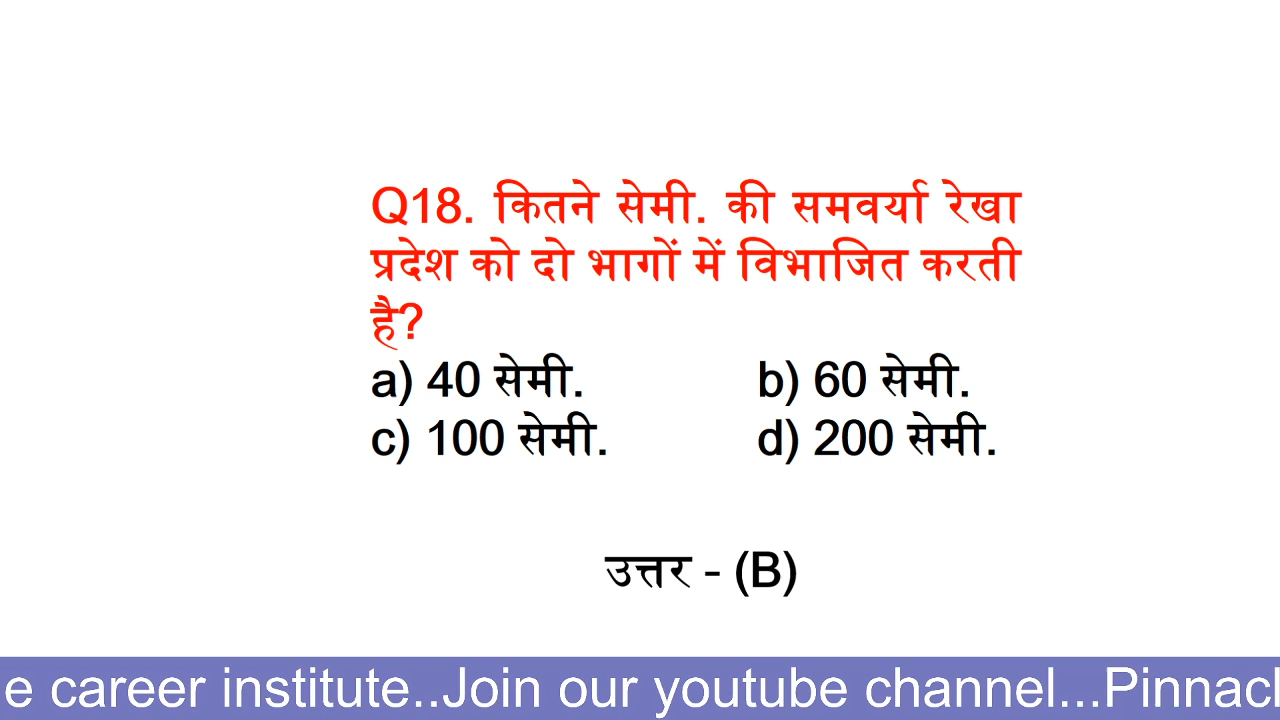 Q18. कितने सेमी. की समवर्या रेखा
प्रदेश को दो भागों में विभाजित करती
है?
a) 40 सेमी. b) 60 सेमी.
c) 100 सेमी. d) 200 सेमी.
उत्तर - (B)
e career institute..Join our youtube channel...Pinnacl